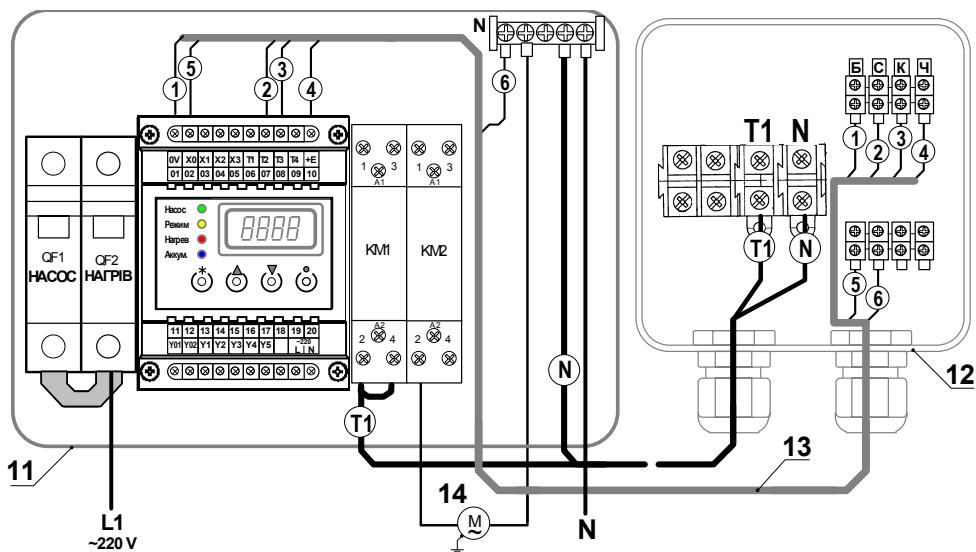 N
Б С К Ч
5
3
1
2
4
6
T1 N
1
2
3
4
0V X0 X1 X2 X3 T1 T2 T3 T4 +E
01 02 03 04 05 06 07 08 09 10
1 3
A1
1 3
A1
Насос
Режим
Нагрев
Аккум.
QF1
НАСОС
QF2
НАГРІВ
KM1
KM2
T1
N
5
6
11 12 13 14 15 16 17 18 19 20
Y01 Y02 Y1 Y2 Y3 Y4 Y5 ~220
L N
A2
2 4
A2
2 4
N
12
T1
11
13
14
M
~
L1
~220 V
N